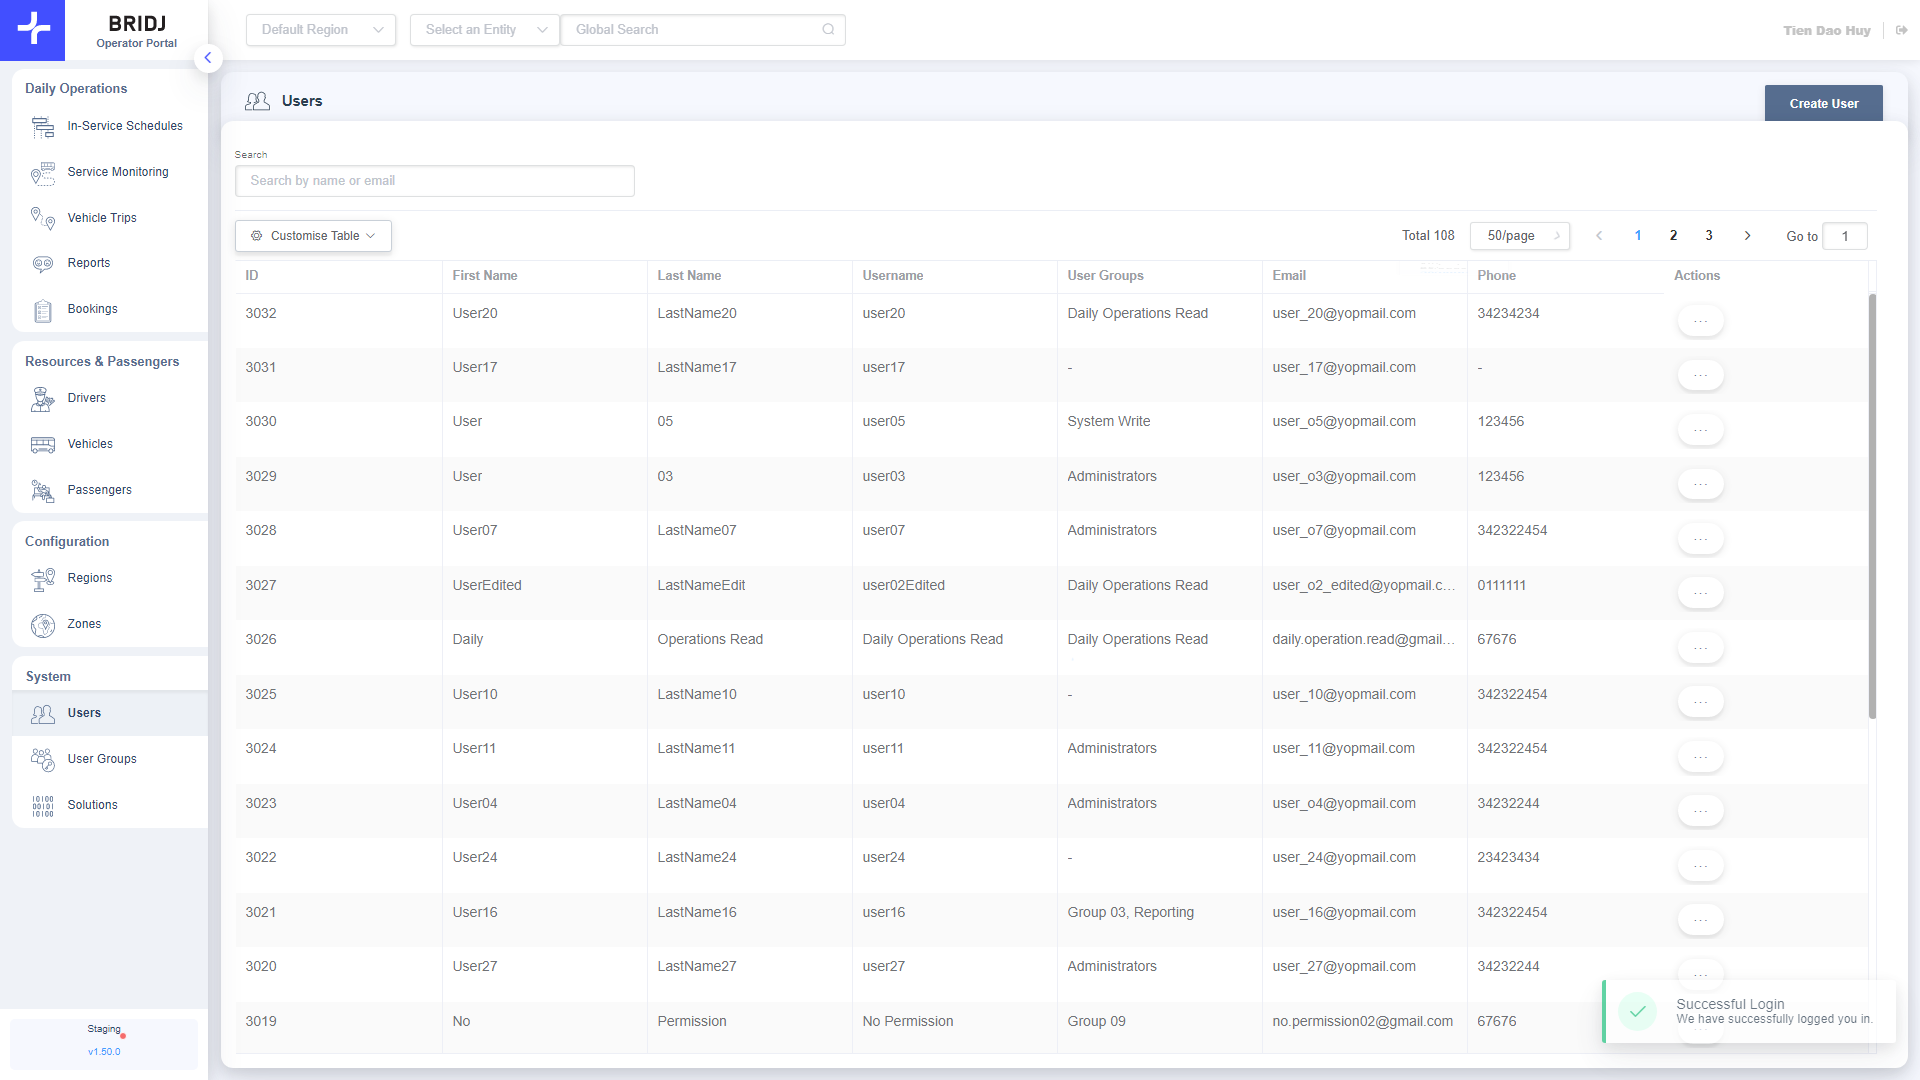 BRIDJ
Operator Portal
Default Region
Select an Entity
Global Search
Tien Dao Huy
Daily Operations
In-Service Schedules
Service Monitoring
Vehicle Trips
Reports
Bookings
Resources & Passengers
Drivers
Vehicles
Passengers
Configuration
Regions
Zones
System
Users
User Groups
Solutions
Staging
v1.50.0
Users
Create User
Search
Search by name or email
Customise Table
Total 108
50/page
1
2
3
Go to
1
ID First Name Last Name Username User Groups Email Phone Actions
3032 User20 LastName20 user20 Daily Operations Read user_20@yopmail.com 34234234 ...
3031 User17 LastName17 user17 - user_17@yopmail.com - ...
3030 User 05 user05 System Write user_o5@yopmail.com 123456 ...
3029 User 03 user03 Administrators user_o3@yopmail.com 123456 ...
3028 User07 LastName07 user07 Administrators user_o7@yopmail.com 342322454 ...
3027 UserEdited LastNameEdit user02Edited Daily Operations Read user_o2_edited@yopmail.c... 0111111 ...
3026 Daily Operations Read Daily Operations Read Daily Operations Read daily.operation.read@gmail... 67676 ...
3025 User10 LastName10 user10 - user_10@yopmail.com 342322454 ...
3024 User11 LastName11 user11 Administrators user_11@yopmail.com 342322454 ...
3023 User04 LastName04 user04 Administrators user_o4@yopmail.com 34232244 ...
3022 User24 LastName24 user24 - user_24@yopmail.com 23423434 ...
3021 User16 LastName16 user16 Group 03, Reporting user_16@yopmail.com 342322454 ...
3020 User27 LastName27 user27 Administrators user_27@yopmail.com 34232244 ...
3019 No Permission No Permission Group 09 no.permission02@gmail.com 67676
Successful Login
We have successfully logged you in.